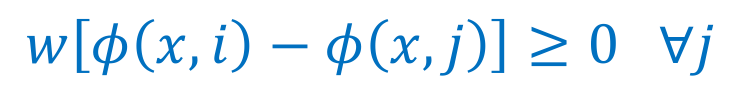 w[ϕ(x, i) − ϕ(x, j)] ≥ 0 ∀j